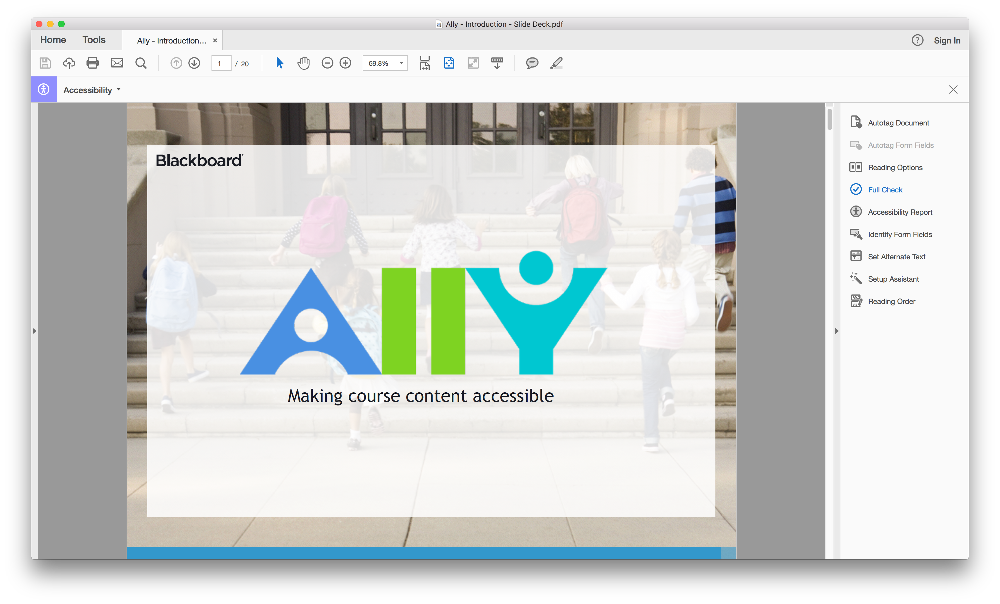 Ally - Introduction - Slide Deck.pdf
Home
Tools
Ally - Introduction...
Sign In
1 / 20
69.8%
Accessibility
Autotag Document
Autotag Form Fields
Reading Options
Full Check
Accessibility Report
Identify Form Fields
Set Alternate Text
Setup Assistant
Reading Order
Blackboard
Ally
Making course content accessible